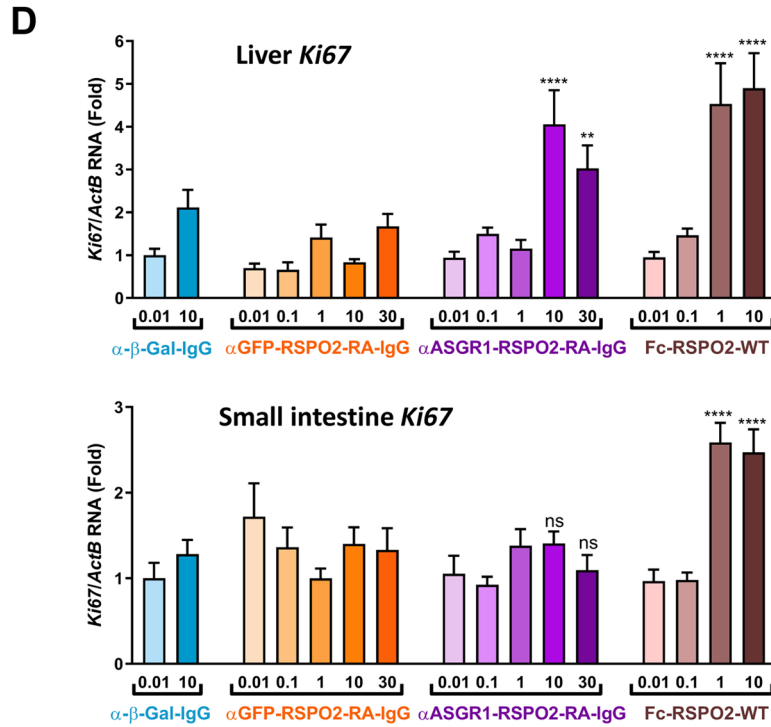 D
Liver Ki67
Ki67/ActB RNA (Fold)
6
5
4
3
2
1
0
**** ** **** ****
0.01 10 0.01 0.1 1 10 30 0.01 0.1 1 10 30 0.01 0.1 1 10
α-β-Gal-IgG αGFP-RSPO2-RA-IgG αASGR1-RSPO2-RA-IgG Fc-RSPO2-WT
Small intestine Ki67
Ki67/ActB RNA (Fold)
3
2
1
0
ns ns **** ****
0.01 10 0.01 0.1 1 10 30 0.01 0.1 1 10 30 0.01 0.1 1 10
α-β-Gal-IgG αGFP-RSPO2-RA-IgG αASGR1-RSPO2-RA-IgG Fc-RSPO2-WT